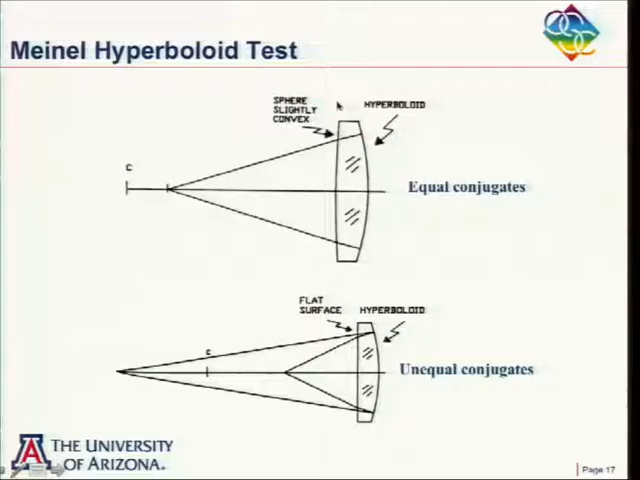 Meinel Hyperboloid Test
SPHERE
SLIGHTLY
CONVEX
HYPERBOLOID
C
Equal conjugates
FLAT
SURFACE
HYPERBOLOID
C
Unequal conjugates
THE UNIVERSITY
OF ARIZONA.
Page 17